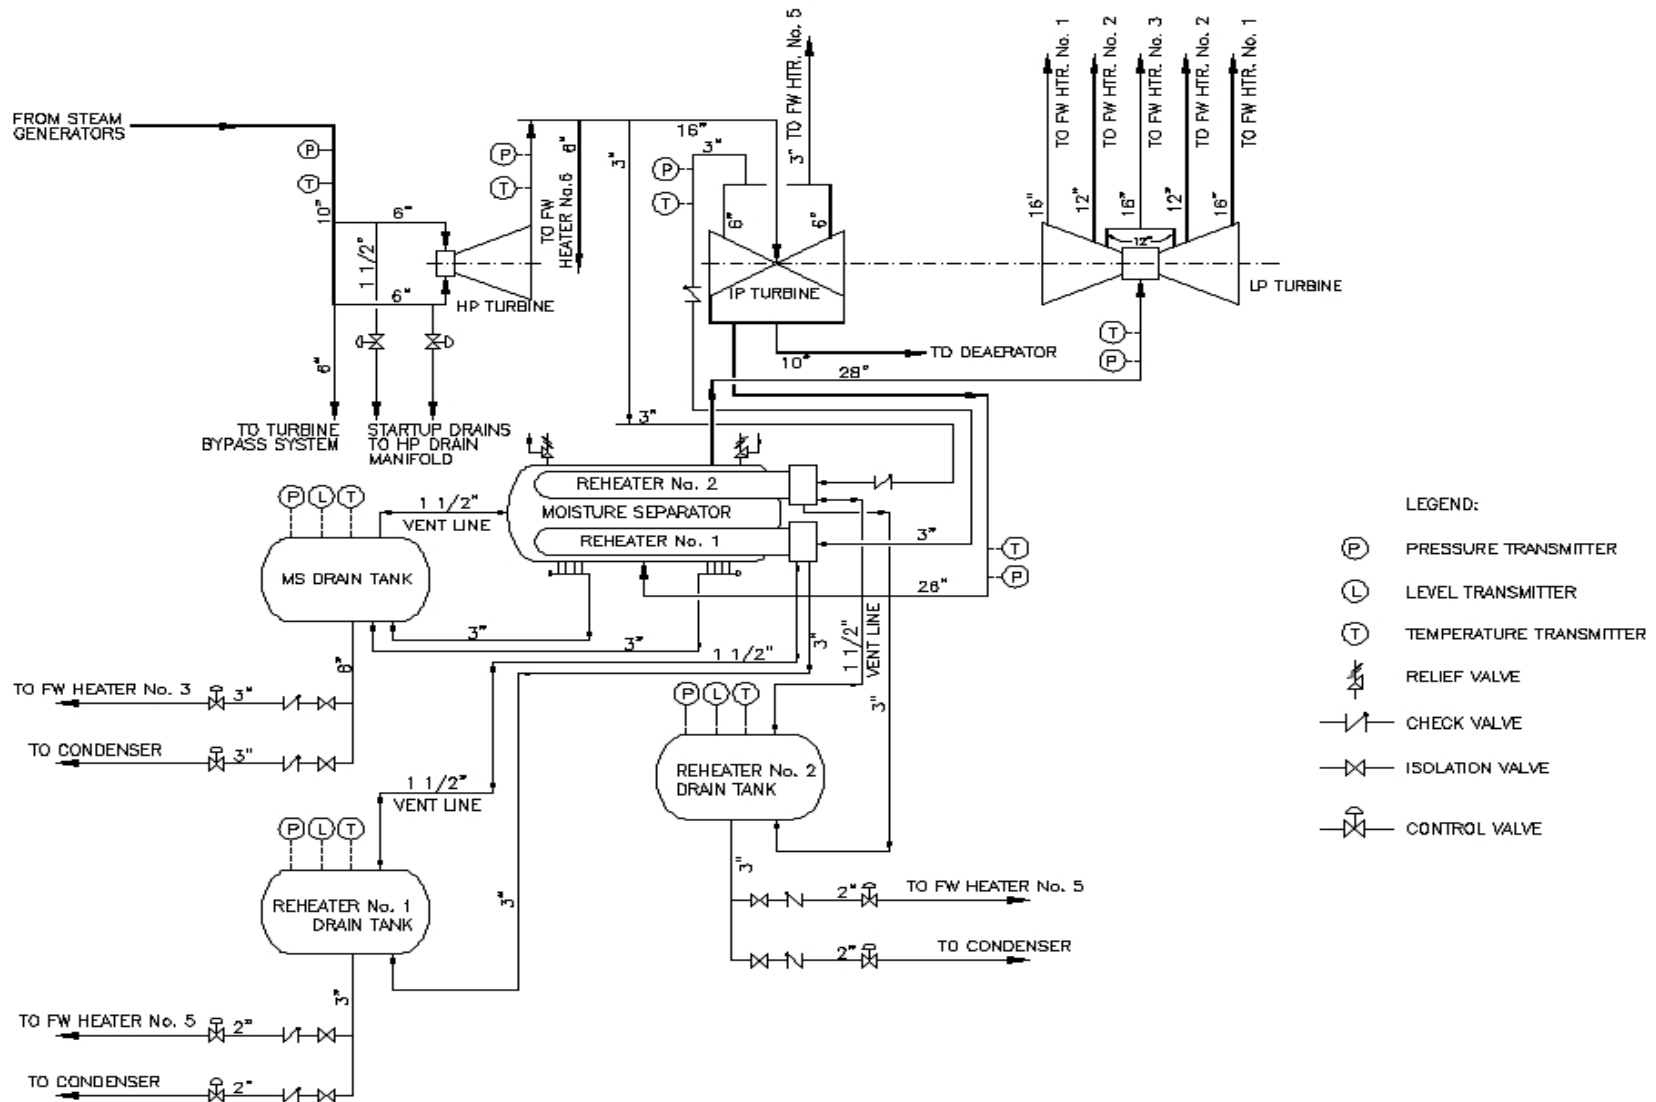 FROM STEAM
GENERATORS
P
T
10"
6"
1 1/2"
6"
HP TURBINE
6"
TO TURBINE
BYPASS SYSTEM
STARTUP DRAINS
TO HP DRAIN
MANIFOLD
P
T
TO FW
HEATER No.6
6"
3"
16"
P
T
3"
6"
6"
3" TO FW HTR. No. 5
IP TURBINE
10"
TO DEAERATOR
TO FW HTR. No. 1
TO FW HTR. No. 2
TO FW HTR. No. 3
TO FW HTR. No. 2
TO FW HTR. No. 1
16"
12"
16"
12"
16"
12"
LP TURBINE
T
P
28"
3"
REHEATER No. 2
MOISTURE SEPARATOR
REHEATER No. 1
3"
T
P
26"
P
L
T
1 1/2"
VENT LINE
MS DRAIN TANK
3"
3"
1 1/2"
3"
1 1/2"
VENT LINE
3"
6"
TO FW HEATER No. 3
3"
TO CONDENSER
3"
P
L
T
REHEATER No. 2
DRAIN TANK
3"
2"
TO FW HEATER No. 5
2"
TO CONDENSER
1 1/2"
VENT LINE
P
L
T
REHEATER No. 1
DRAIN TANK
3"
3"
TO FW HEATER No. 5
2"
TO CONDENSER
2"
LEGEND:
P PRESSURE TRANSMITTER
L LEVEL TRANSMITTER
T TEMPERATURE TRANSMITTER
RELIEF VALVE
CHECK VALVE
ISOLATION VALVE
CONTROL VALVE